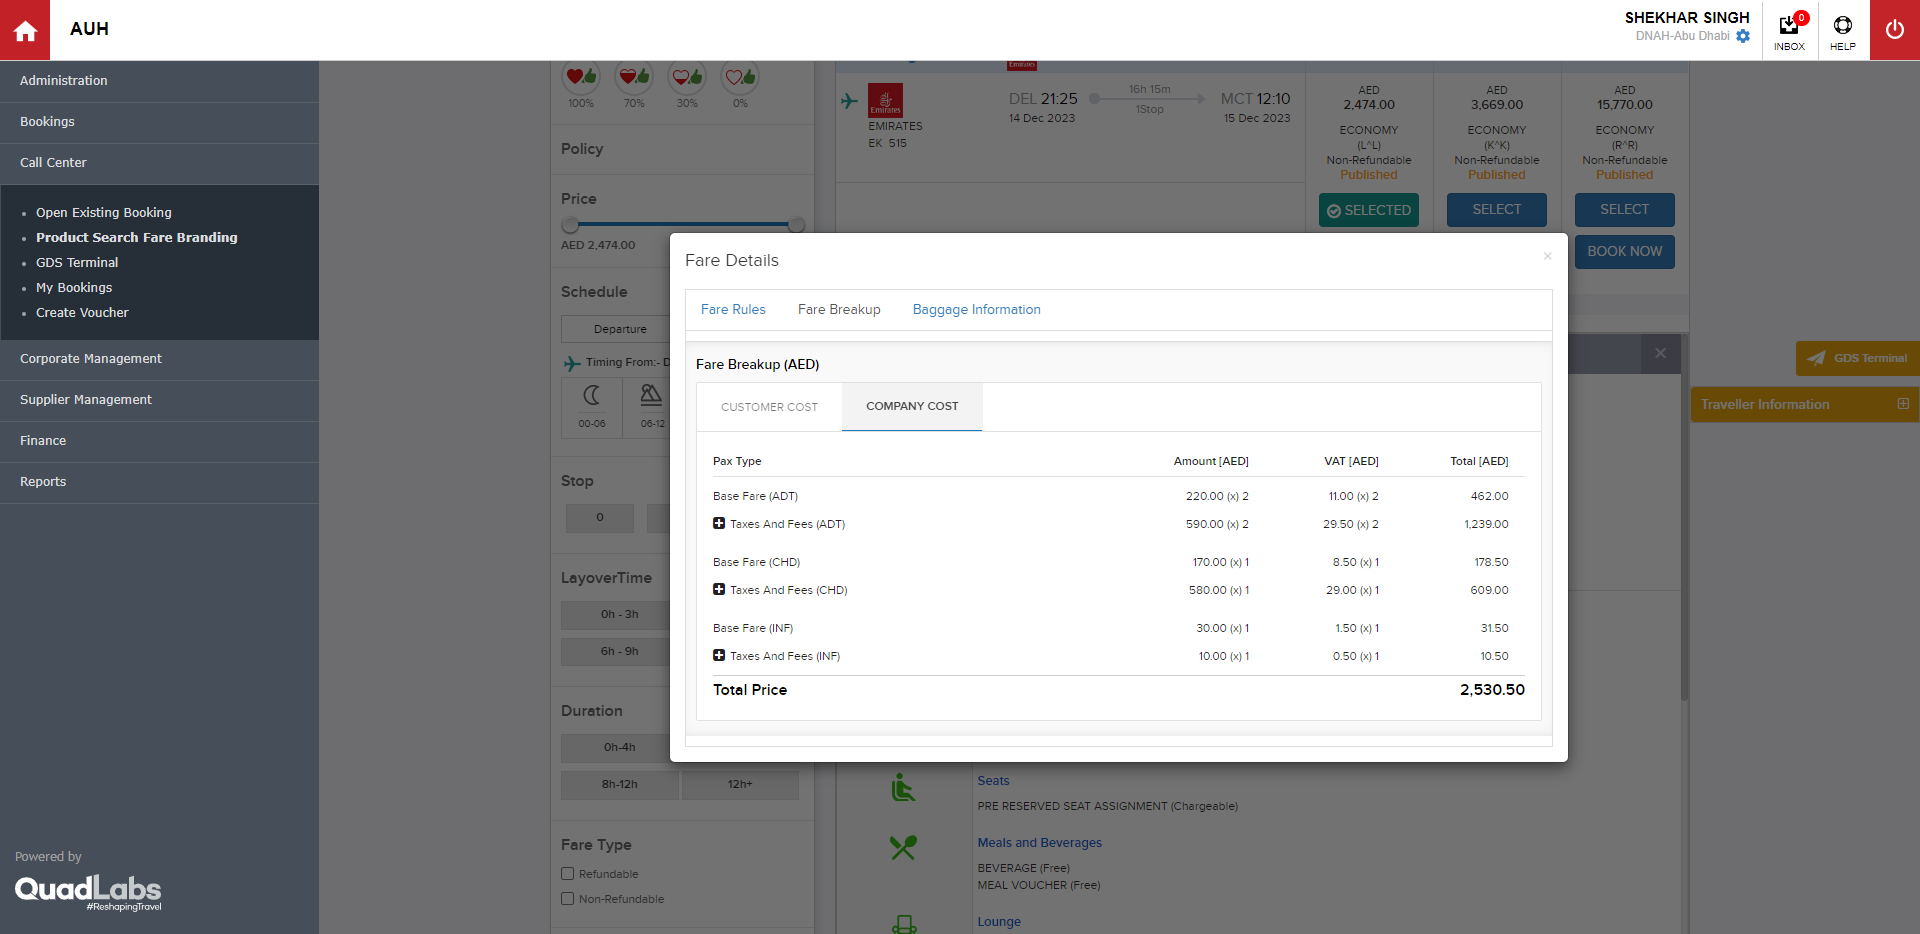 AUH
SHEKHAR SINGH
DNAH-Abu Dhabi
0
INBOX
HELP
Administration
Bookings
Call Center
Open Existing Booking
Product Search Fare Branding
GDS Terminal
My Bookings
Create Voucher
Corporate Management
Supplier Management
Finance
Reports
Powered by
QuadLabs
#ReshapingTravel
100%
70%
30%
0%
Policy
Price
AED 2,474.00
Schedule
Departure
Timing From:- D
00-06
06-12
Stop
0
LayoverTime
0h - 3h
6h - 9h
Duration
0h-4h
8h-12h
12h+
Fare Type
Refundable
Non-Refundable
Emirates
Emirates
EMIRATES
EK 515
DEL 21:25
14 Dec 2023
16h 15m
1Stop
MCT 12:10
15 Dec 2023
AED
2,474.00
ECONOMY
(L^L)
Non-Refundable
Published
SELECTED
AED
3,669.00
ECONOMY
(K^K)
Non-Refundable
Published
SELECT
AED
15,770.00
ECONOMY
(R^R)
Non-Refundable
Published
SELECT
BOOK NOW
Fare Details
×
Fare Rules
Fare Breakup
Baggage Information
Fare Breakup (AED)
CUSTOMER COST
COMPANY COST
Pax Type Amount [AED] VAT [AED] Total [AED]
Base Fare (ADT) 220.00 (x) 2 11.00 (x) 2 462.00
Taxes And Fees (ADT) 590.00 (x) 2 29.50 (x) 2 1,239.00
Base Fare (CHD) 170.00 (x) 1 8.50 (x) 1 178.50
Taxes And Fees (CHD) 580.00 (x) 1 29.00 (x) 1 609.00
Base Fare (INF) 30.00 (x) 1 1.50 (x) 1 31.50
Taxes And Fees (INF) 10.00 (x) 1 0.50 (x) 1 10.50
Total Price 2,530.50
Seats
PRE RESERVED SEAT ASSIGNMENT (Chargeable)
Meals and Beverages
BEVERAGE (Free)
MEAL VOUCHER (Free)
Lounge
GDS Terminal
Traveller Information